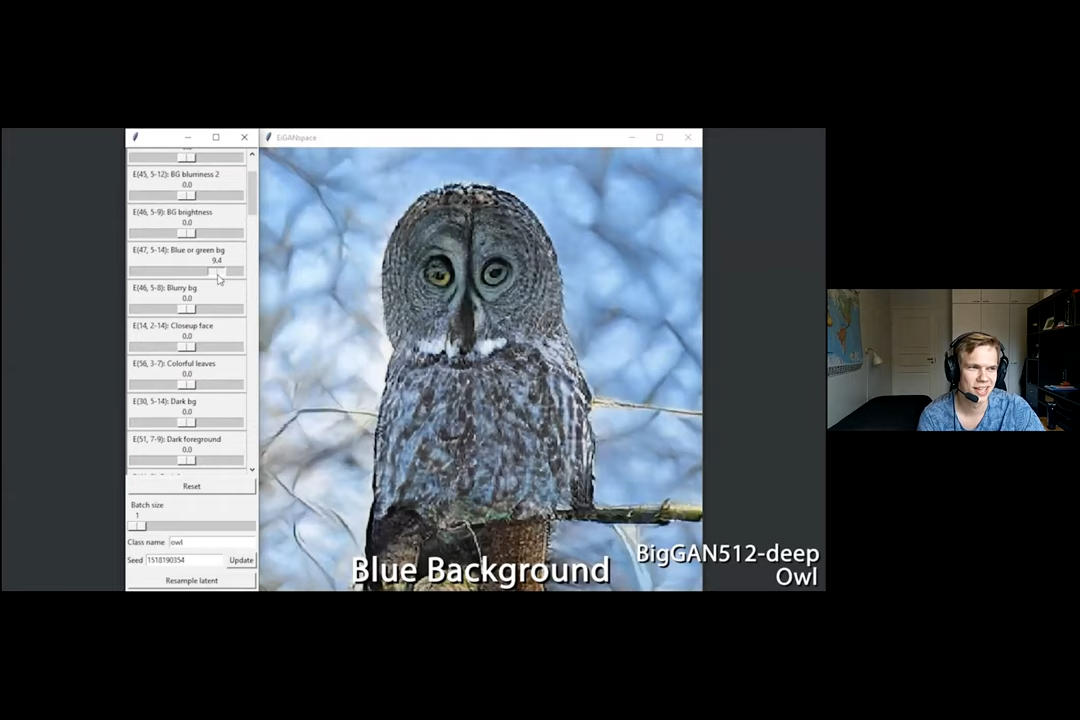 EiGANspace
E(45, 5-12): BG blurriness 2
0.0
E(46, 5-9): BG brightness
0.0
E(47, 5-14): Blue or green bg
9.4
E(46, 5-8): Blurry bg
0.0
E(14, 2-14): Closeup face
0.0
E(56, 3-7): Colorful leaves
0.0
E(30, 5-14): Dark bg
0.0
E(51, 7-9): Dark foreground
0.0
Reset
Batch size
1
Class name owl
Seed 1518190354 Update
Resample latent
Blue Background
BigGAN512-deep
Owl